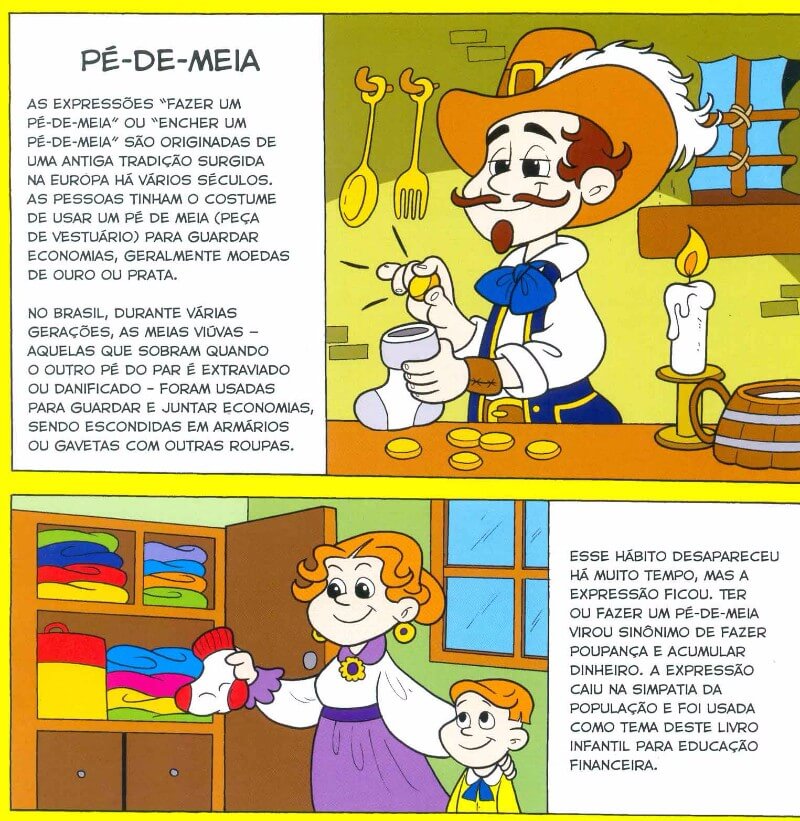 PÉ-DE-MEIA
AS EXPRESSÕES "FAZER UM
PÉ-DE-MEIA" OU "ENCHER UM
PÉ-DE-MEIA" SÃO ORIGINADAS DE
UMA ANTIGA TRADIÇÃO SURGIDA
NA EUROPA HÁ VÁRIOS SÉCULOS.
AS PESSOAS TINHAM O COSTUME
DE USAR UM PÉ DE MEIA (PEÇA
DE VESTUÁRIO) PARA GUARDAR
ECONOMIAS, GERALMENTE MOEDAS
DE OURO OU PRATA.
NO BRASIL, DURANTE VÁRIAS
GERAÇÕES, AS MEIAS VIÚVAS –
AQUELAS QUE SOBRAM QUANDO
O OUTRO PÉ DO PAR É EXTRAVIADO
OU DANIFICADO – FORAM USADAS
PARA GUARDAR E JUNTAR ECONOMIAS,
SENDO ESCONDIDAS EM ARMÁRIOS
OU GAVETAS COM OUTRAS ROUPAS.
ESSE HÁBITO DESAPARECEU
HÁ MUITO TEMPO, MAS A
EXPRESSÃO FICOU. TER
OU FAZER UM PÉ-DE-MEIA
VIROU SINÔNIMO DE FAZER
POUPANÇA E ACUMULAR
DINHEIRO. A EXPRESSÃO
CAIU NA SIMPATIA DA
POPULAÇÃO E FOI USADA
COMO TEMA DESTE LIVRO
INFANTIL PARA EDUCAÇÃO
FINANCEIRA.